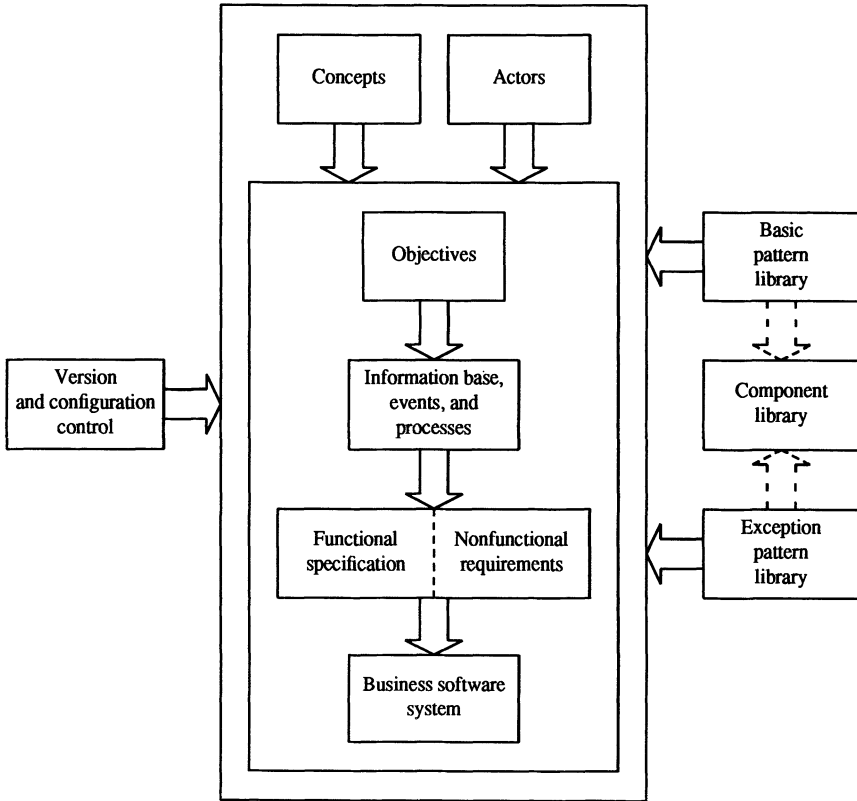 Concepts
Actors
Objectives
Basic
pattern
library
Version
and configuration
control
Information base,
events, and
processes
Component
library
Functional
specification
Nonfunctional
requirements
Exception
pattern
library
Business software
system